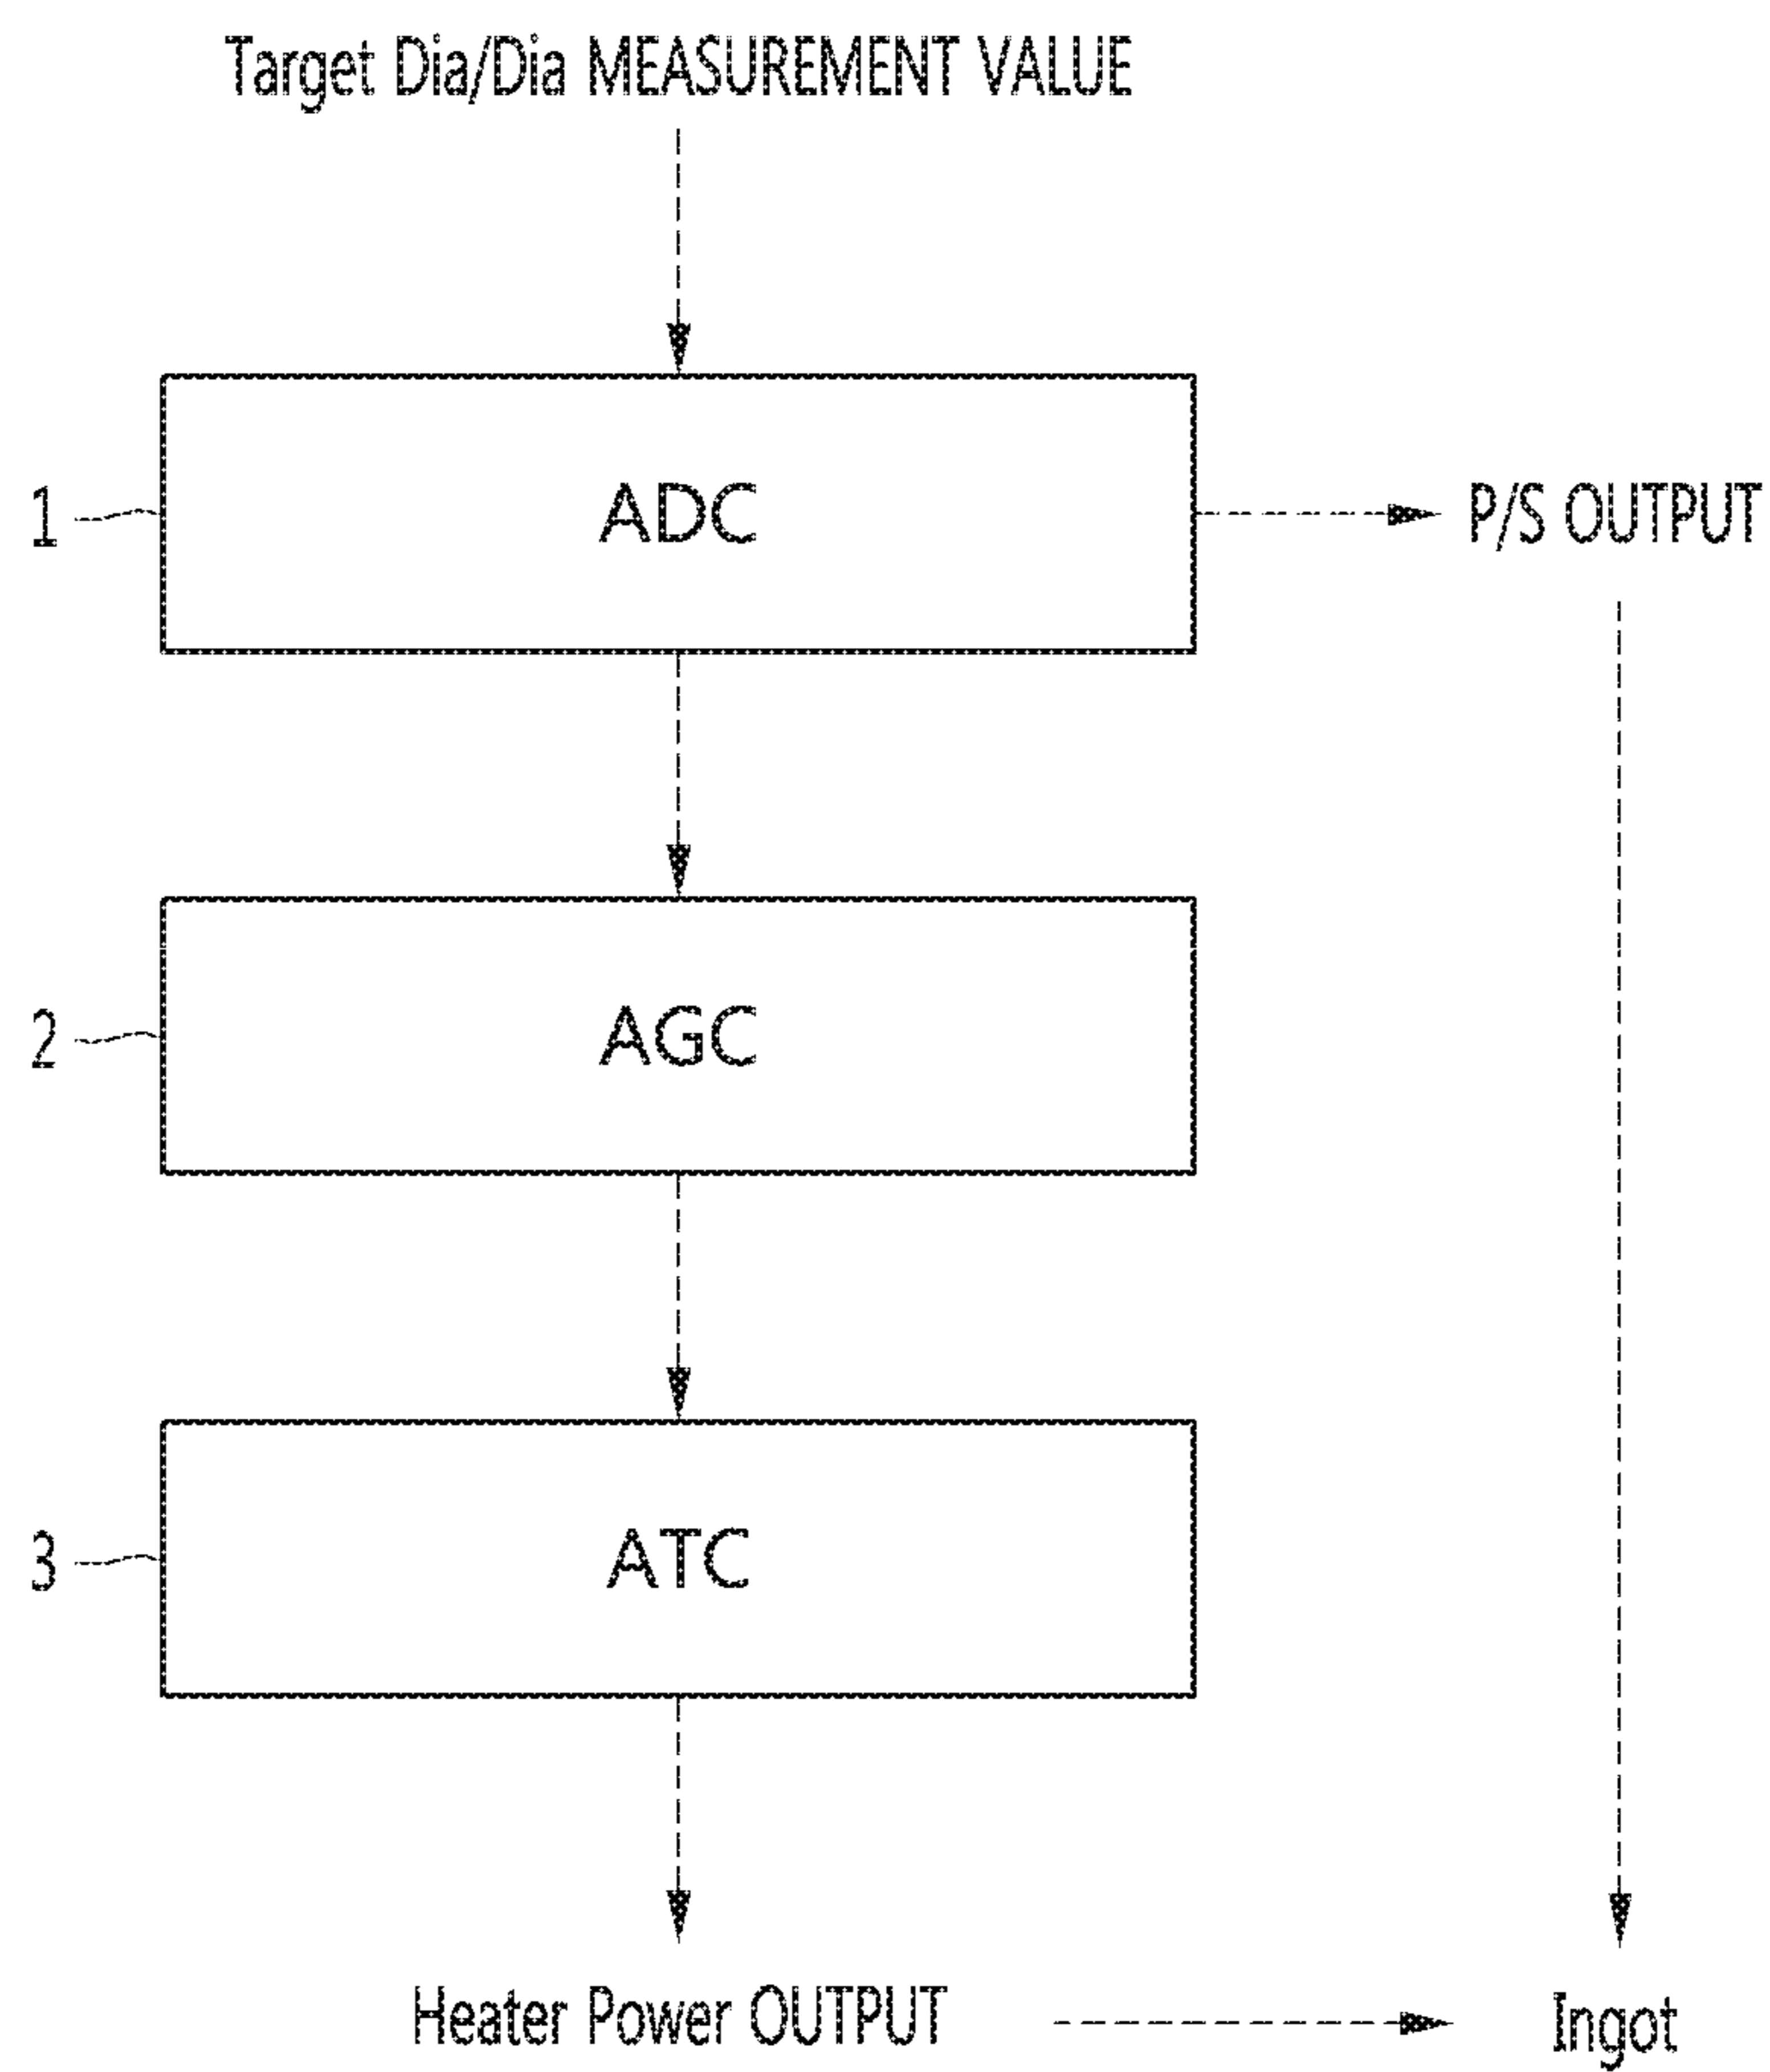 Target Dia/Dia MEASUREMENT VALUE
1
ADC
P/S OUTPUT
2
AGC
3
ATC
Heater Power OUTPUT
Ingot